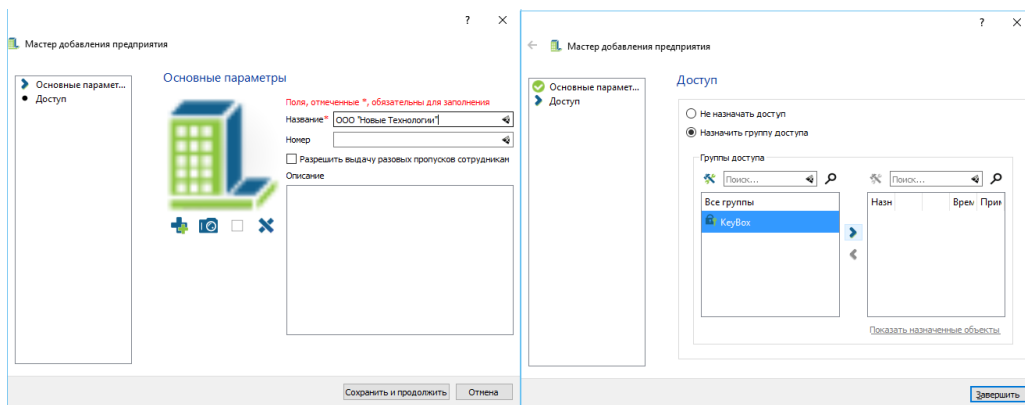 ?
Мастер добавления предприятия
Основные парамет...
Доступ
Основные параметры
Поля, отмеченные *, обязательны для заполнения
Название* ООО "Новые Технологии"
Номер
Разрешить выдачу разовых пропусков сотрудникам
Описание
Сохранить и продолжить Отмена
?
Мастер добавления предприятия
Основные парамет...
Доступ
Доступ
Не назначать доступ
Назначить группу доступа
Группы доступа
Поиск... Поиск...
Все группы Назн Врем Прин
KeyBox
Показать назначенные объекты
Завершить